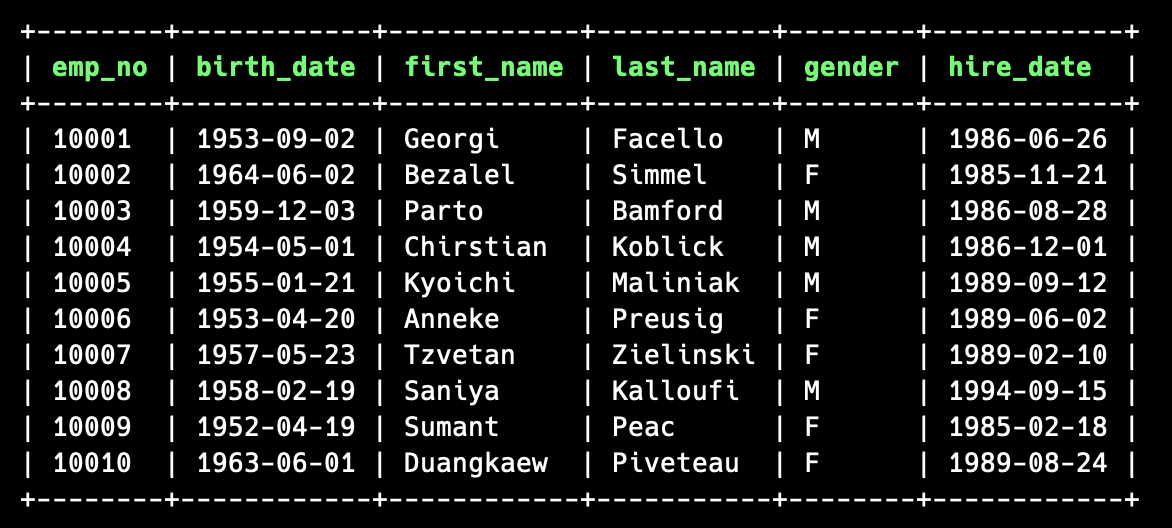 +--------+------------+------------+-----------+--------+------------+
| emp_no | birth_date | first_name | last_name | gender | hire_date  |
+--------+------------+------------+-----------+--------+------------+
| 10001  | 1953-09-02 | Georgi     | Facello   | M      | 1986-06-26 |
| 10002  | 1964-06-02 | Bezalel    | Simmel    | F      | 1985-11-21 |
| 10003  | 1959-12-03 | Parto      | Bamford   | M      | 1986-08-28 |
| 10004  | 1954-05-01 | Chirstian  | Koblick   | M      | 1986-12-01 |
| 10005  | 1955-01-21 | Kyoichi    | Maliniak  | M      | 1989-09-12 |
| 10006  | 1953-04-20 | Anneke     | Preusig   | F      | 1989-06-02 |
| 10007  | 1957-05-23 | Tzvetan    | Zielinski | F      | 1989-02-10 |
| 10008  | 1958-02-19 | Saniya     | Kalloufi  | M      | 1994-09-15 |
| 10009  | 1952-04-19 | Sumant     | Peac      | F      | 1985-02-18 |
| 10010  | 1963-06-01 | Duangkaew  | Piveteau  | F      | 1989-08-24 |
+--------+------------+------------+-----------+--------+------------+